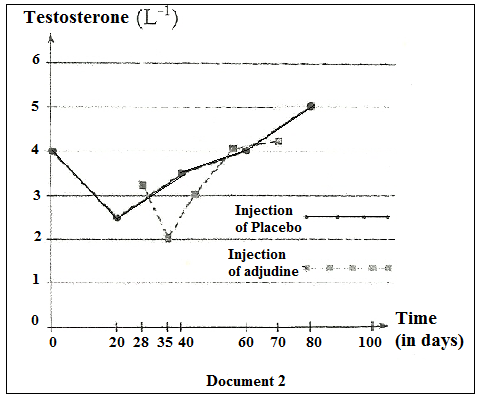 Testosterone (L⁻¹)
6
5
4
3
2
1
0
Injection
of Placebo
Injection
of adjudine
0 20 28 35 40 60 70 80 100
Time
(in days)
Document 2